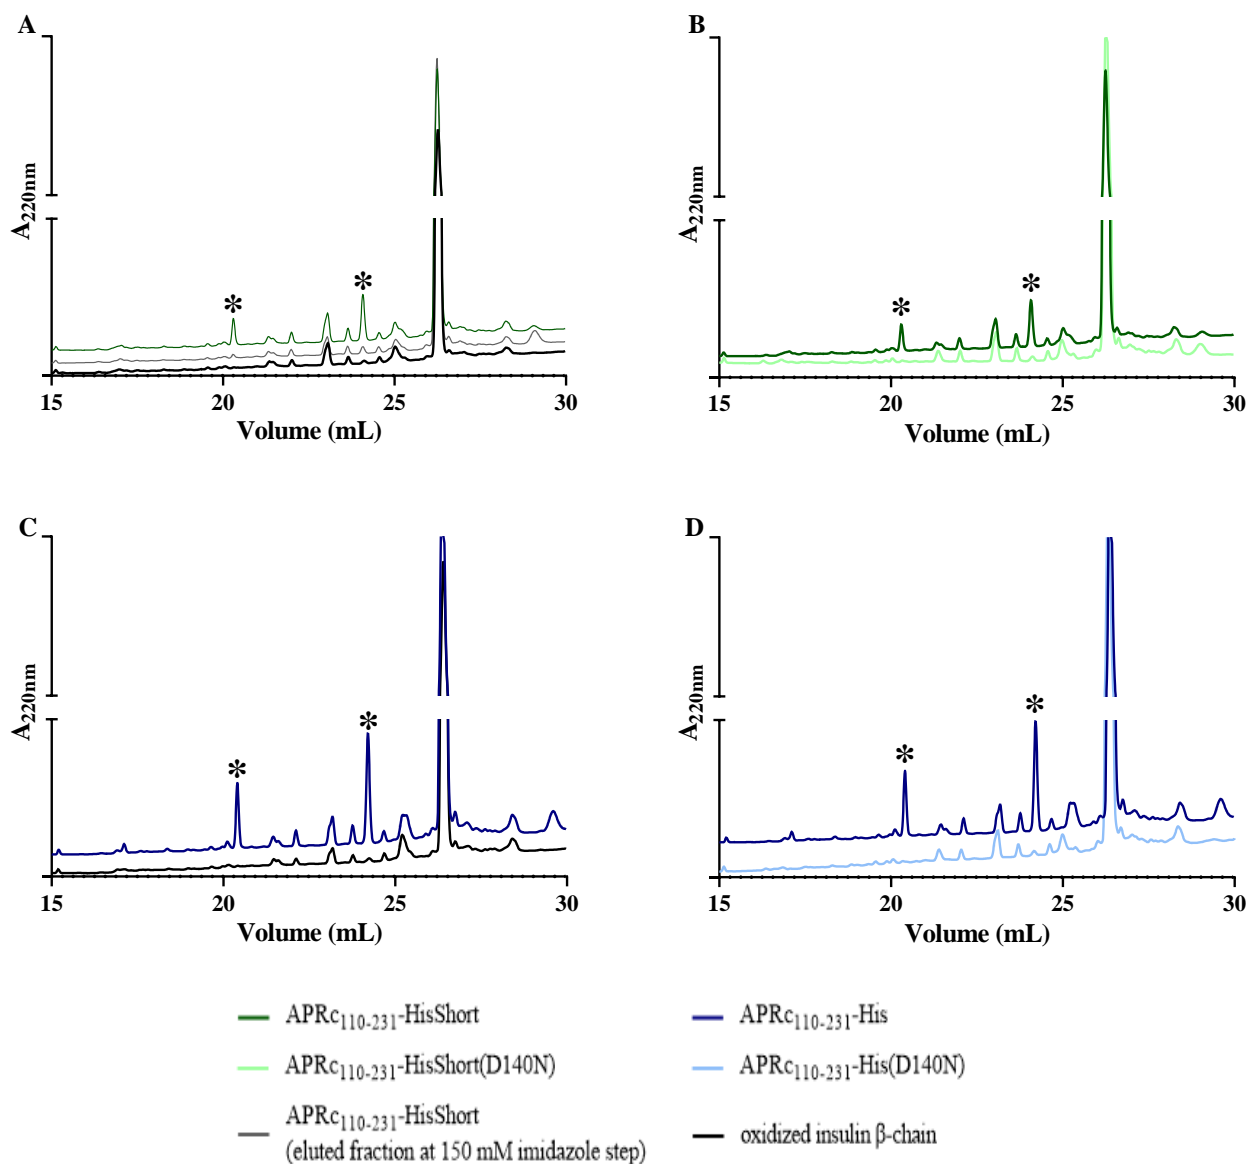 A
B
A220nm
A220nm
*
*
*
*
15
20
25
30
15
20
25
30
Volume (mL)
Volume (mL)
C
D
A220nm
A220nm
*
*
*
*
15
20
25
30
15
20
25
30
Volume (mL)
Volume (mL)
APRc110-231-HisShort
APRc110-231-His
APRc110-231-HisShort(D140N)
APRc110-231-His(D140N)
APRc110-231-HisShort
(eluted fraction at 150 mM imidazole step)
oxidized insulin β-chain